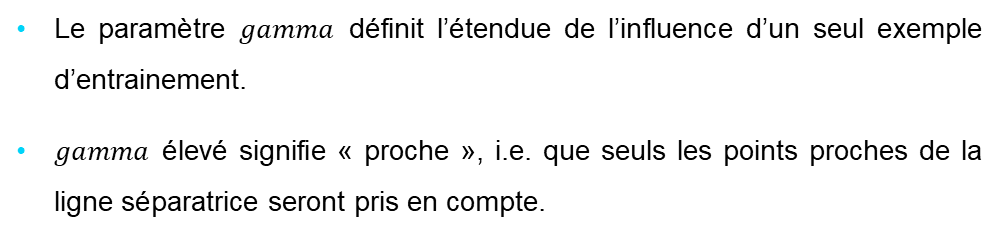 • Le paramètre gamma définit l’étendue de l’influence d’un seul exemple
d’entrainement.
• gamma élevé signifie « proche », i.e. que seuls les points proches de la
ligne séparatrice seront pris en compte.